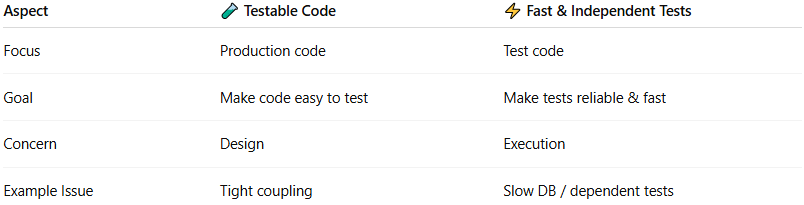 Aspect 🧪 Testable Code ⚡ Fast & Independent Tests
Focus Production code Test code
Goal Make code easy to test Make tests reliable & fast
Concern Design Execution
Example Issue Tight coupling Slow DB / dependent tests